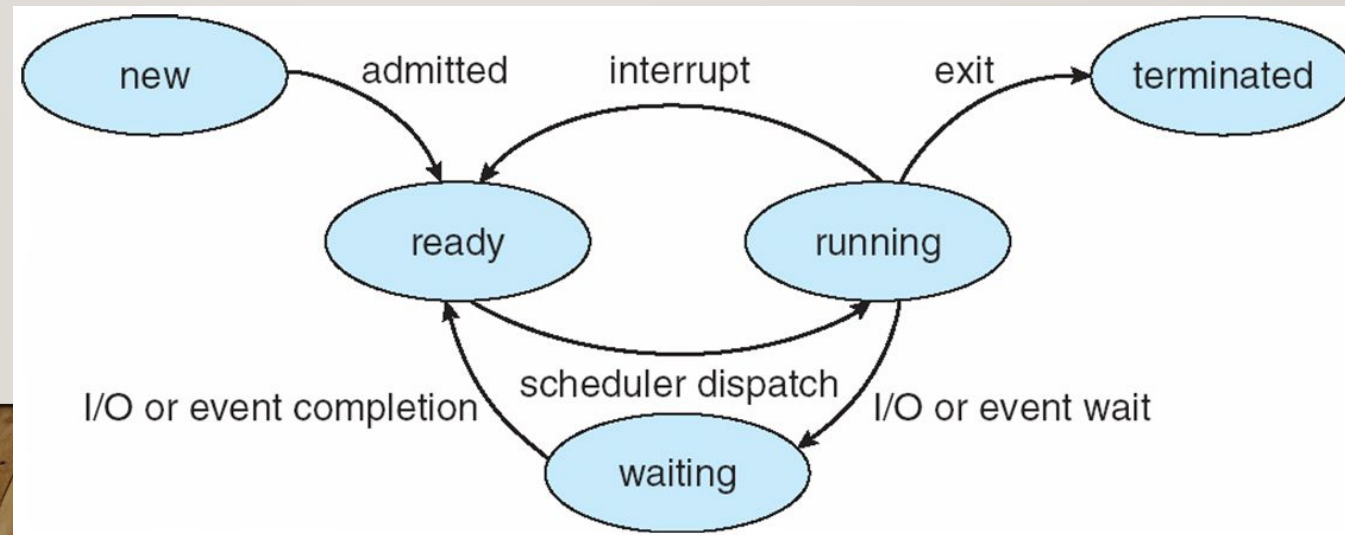 new
admitted
interrupt
exit
terminated
ready
running
scheduler dispatch
I/O or event completion
I/O or event wait
waiting